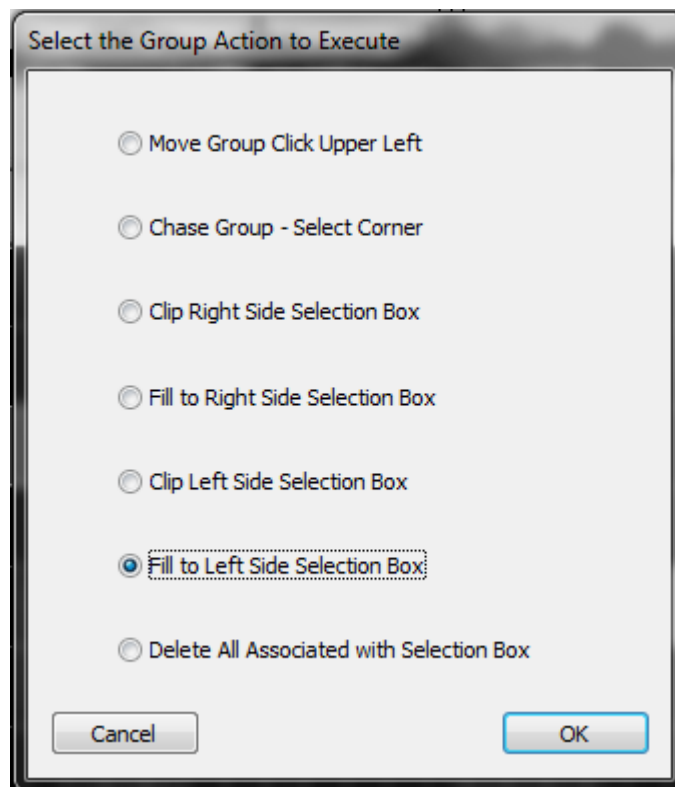 Select the Group Action to Execute
Move Group Click Upper Left
Chase Group - Select Corner
Clip Right Side Selection Box
Fill to Right Side Selection Box
Clip Left Side Selection Box
Fill to Left Side Selection Box
Delete All Associated with Selection Box
Cancel OK